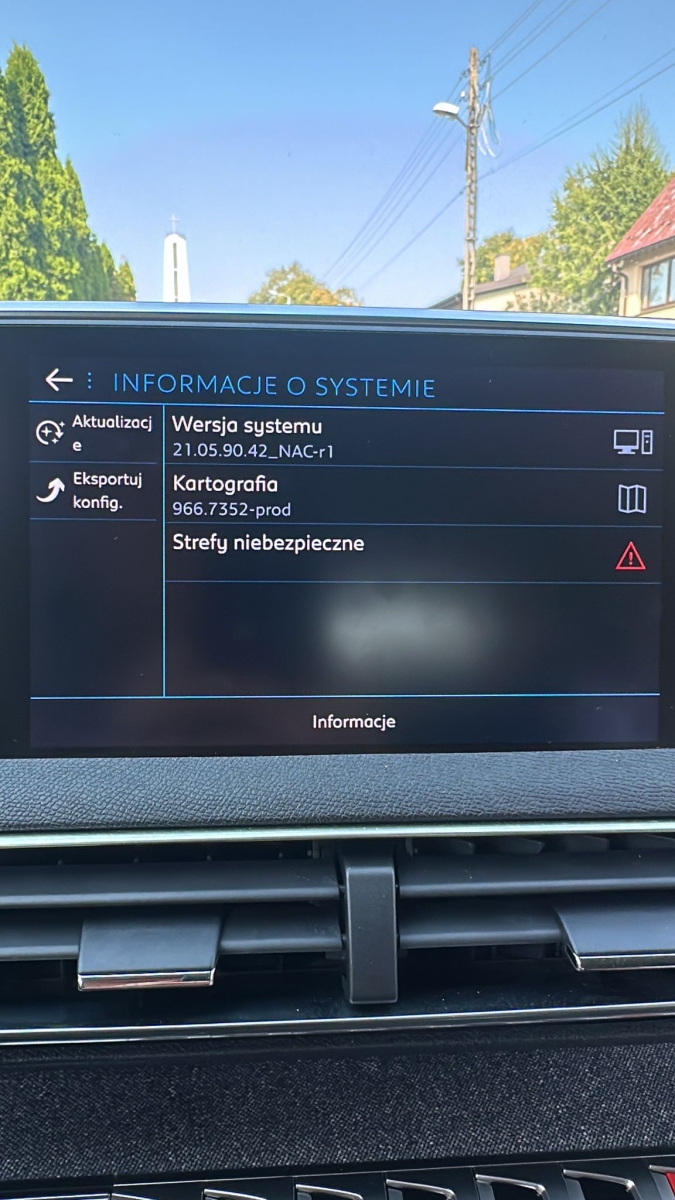 INFORMACJE O SYSTEMIE
Aktualizacj
e
Eksportuj
konfig.
Wersja systemu
21.05.90.42_NAC-r1
Kartografia
966.7352-prod
Strefy niebezpieczne
Informacje